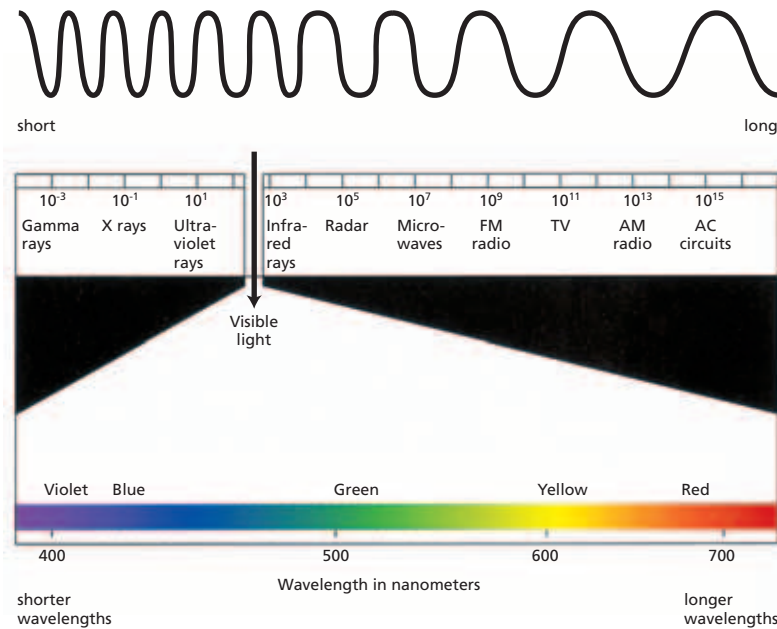 short long
10-3 10-1 101 103 105 107 109 1011 1013 1015
Gamma rays
X rays
Ultra-
violet
rays
Infra-
red
rays
Radar
Micro-
waves
FM
radio
TV
AM
radio
AC
circuits
Visible
light
Violet Blue Green Yellow Red
400 500 600 700
Wavelength in nanometers
shorter
wavelengths
longer
wavelengths